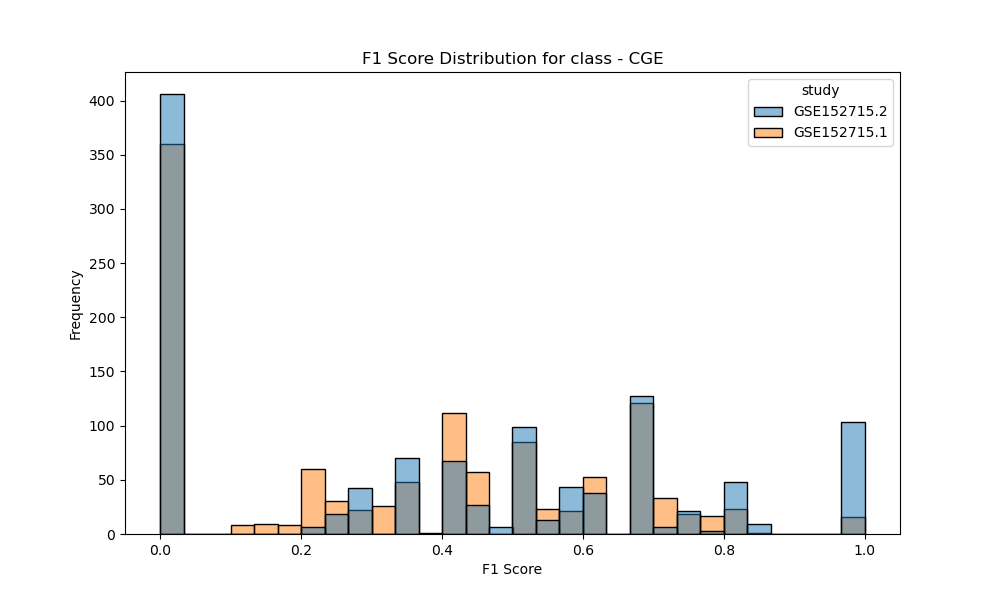 F1 Score Distribution for class - CGE
study
GSE152715.2
GSE152715.1
Frequency
400
350
300
250
200
150
100
50
0
0.0 0.2 0.4 0.6 0.8 1.0
F1 Score